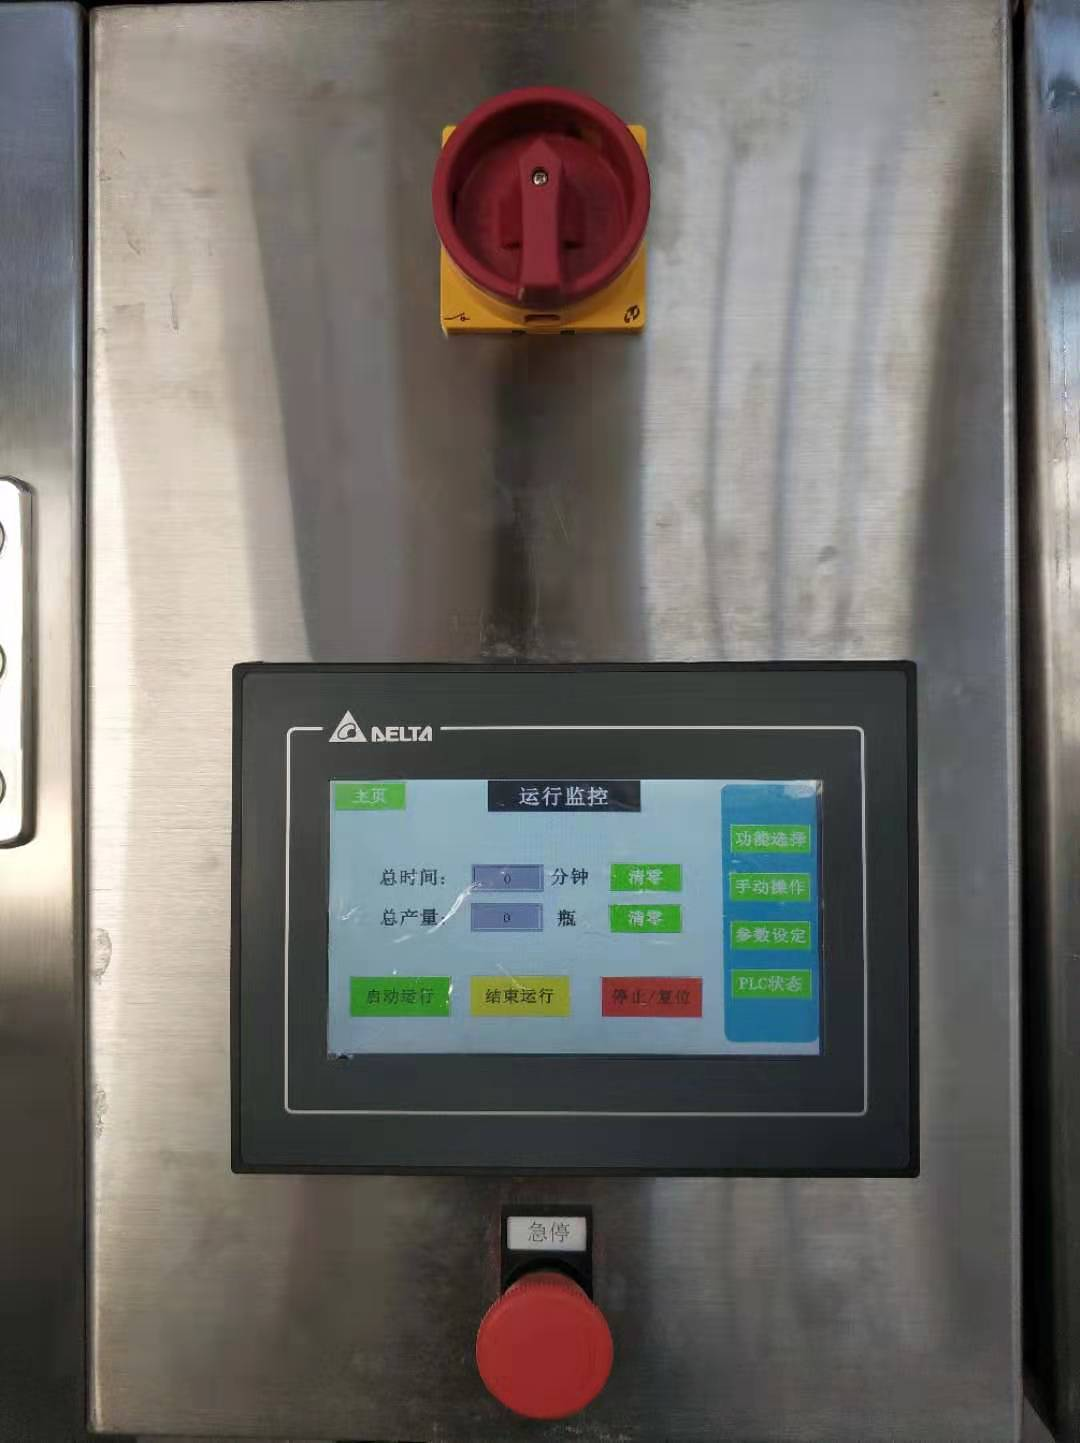 DELTA
主页
运行监控
总时间: 0 分钟 清零
总产量: 0 瓶 清零
启动运行 结束运行 停止/复位
功能选择
手动操作
参数设定
PLC状态
急停